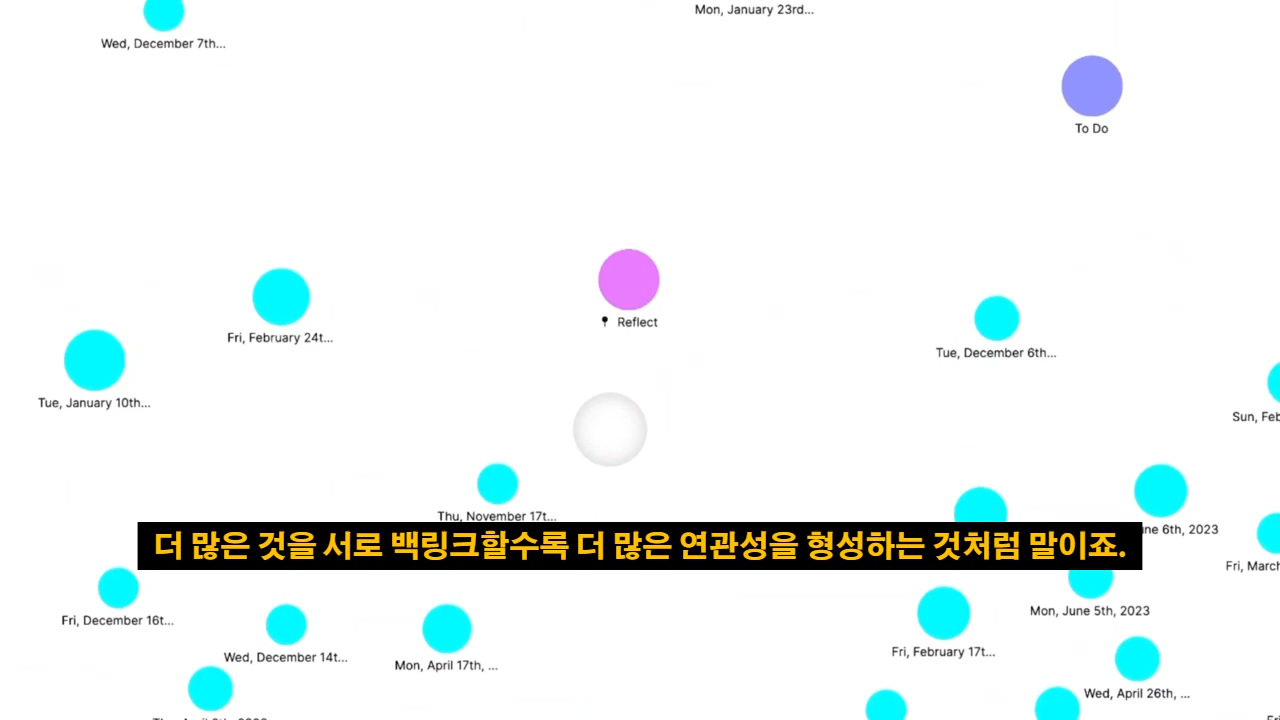 Mon, January 23rd...
Wed, December 7th...
To Do
Reflect
Fri, February 24t...
Tue, December 6th...
Tue, January 10th...
Sun, Feb
Thu, November 17t...
더 많은 것을 서로 백링크할수록 더 많은 연관성을 형성하는 것처럼 말이죠.
6th, 2023
Fri, March
Mon, June 5th, 2023
Fri, December 16t...
Fri, February 17t...
Wed, December 14t...
Mon, April 17th, ...
Wed, April 26th, ...